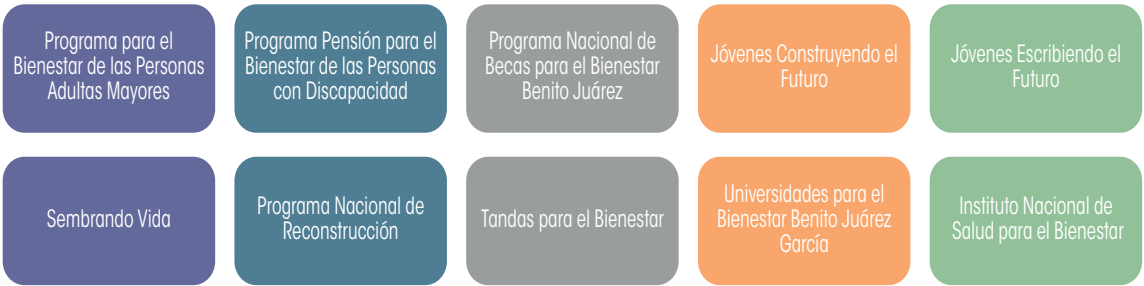 Programa para el
Bienestar de las Personas
Adultas Mayores
Programa Pensión para el
Bienestar de las Personas
con Discapacidad
Programa Nacional de
Becas para el Bienestar
Benito Juárez
Jóvenes Construyendo el
Futuro
Jóvenes Escribiendo el
Futuro
Sembrando Vida
Programa Nacional de
Reconstrucción
Tandas para el Bienestar
Universidades para el
Bienestar Benito Juárez
García
Instituto Nacional de
Salud para el Bienestar